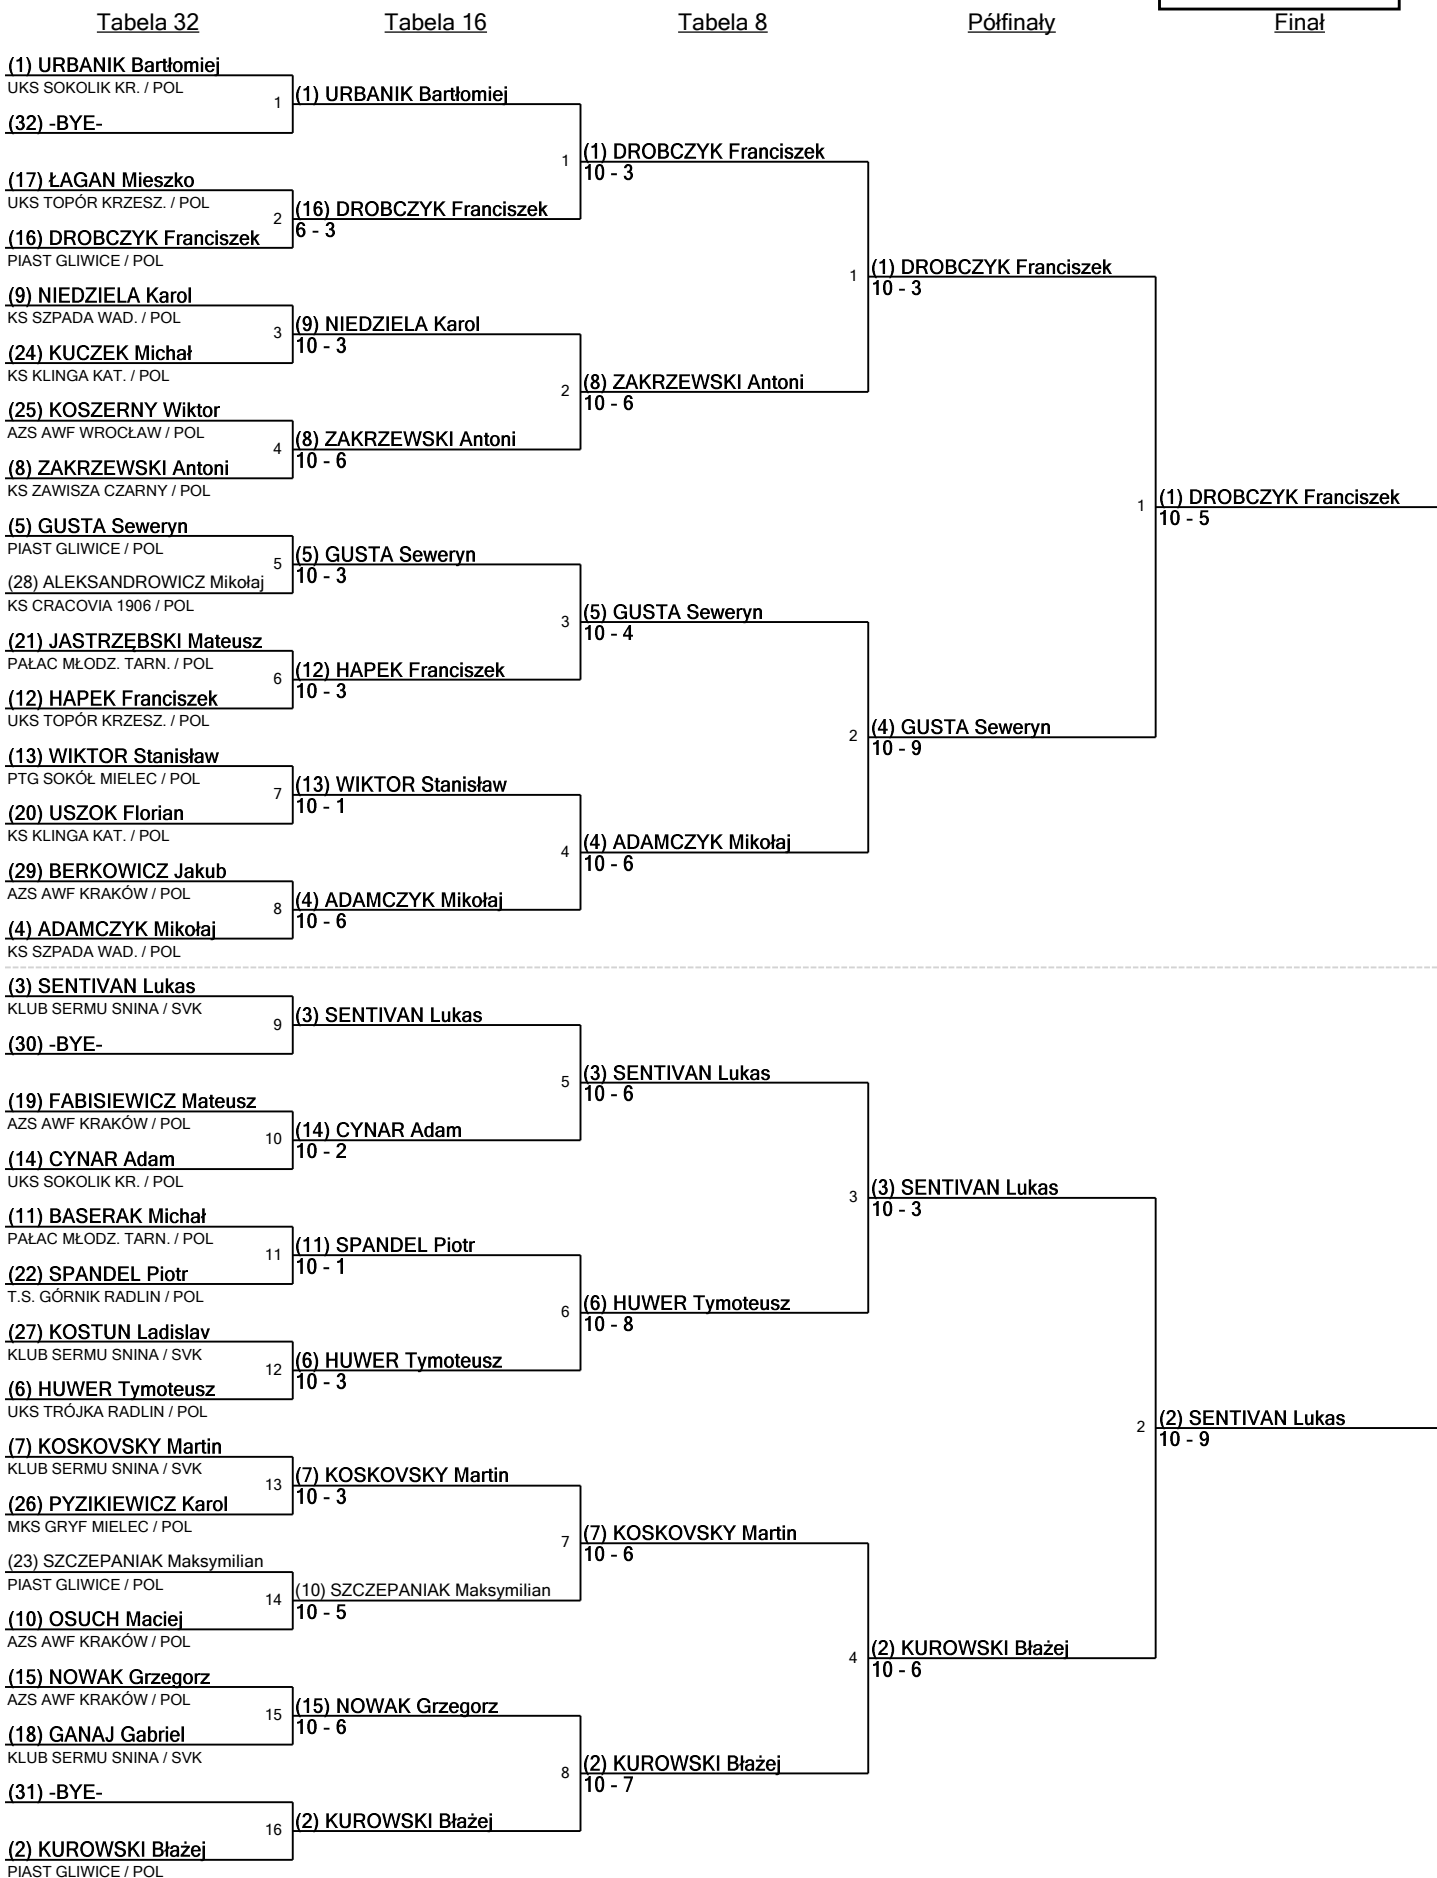 Tabela 32
Tabela 16
Tabela 8
Półfinały
Finał
(1) URBANIK Bartłomiej
UKS SOKOLIK KR. / POL
1
(32) -BYE-
(17) ŁAGAN Mieszko
UKS TOPÓR KRZESZ. / POL
2
(16) DROBCZYK Franciszek
PIAST GLIWICE / POL
(9) NIEDZIELA Karol
KS SZPADA WAD. / POL
3
(24) KUCZEK Michał
KS KLINGA KAT. / POL
(25) KOSZERNY Wiktor
AZS AWF WROCŁAW / POL
4
(8) ZAKRZEWSKI Antoni
KS ZAWISZA CZARNY / POL
(5) GUSTA Seweryn
PIAST GLIWICE / POL
5
(28) ALEKSANDROWICZ Mikołaj
KS CRACOVIA 1906 / POL
(21) JASTRZĘBSKI Mateusz
PAŁAC MŁODZ. TARN. / POL
6
(12) HAPEK Franciszek
UKS TOPÓR KRZESZ. / POL
(13) WIKTOR Stanisław
PTG SOKÓŁ MIELEC / POL
7
(20) USZOK Florian
KS KLINGA KAT. / POL
(29) BERKOWICZ Jakub
AZS AWF KRAKÓW / POL
8
(4) ADAMCZYK Mikołaj
KS SZPADA WAD. / POL
(3) SENTIVAN Lukas
KLUB SERMU SNINA / SVK
9
(30) -BYE-
(19) FABISIEWICZ Mateusz
AZS AWF KRAKÓW / POL
10
(14) CYNAR Adam
UKS SOKOLIK KR. / POL
(11) BASERAK Michał
PAŁAC MŁODZ. TARN. / POL
11
(22) SPANDEL Piotr
T.S. GÓRNIK RADLIN / POL
(27) KOSTUN Ladislav
KLUB SERMU SNINA / SVK
12
(6) HUWER Tymoteusz
UKS TRÓJKA RADLIN / POL
(7) KOSKOVSKY Martin
KLUB SERMU SNINA / SVK
13
(26) PYZIKIEWICZ Karol
MKS GRYF MIELEC / POL
(23) SZCZEPANIAK Maksymilian
PIAST GLIWICE / POL
14
(10) OSUCH Maciej
AZS AWF KRAKÓW / POL
(15) NOWAK Grzegorz
AZS AWF KRAKÓW / POL
15
(18) GANAJ Gabriel
KLUB SERMU SNINA / SVK
(31) -BYE-
16
(2) KUROWSKI Błażej
PIAST GLIWICE / POL
(1) URBANIK Bartłomiej
1
(16) DROBCZYK Franciszek
6 - 3
(9) NIEDZIELA Karol
10 - 3
2
(8) ZAKRZEWSKI Antoni
10 - 6
(5) GUSTA Seweryn
10 - 3
3
(12) HAPEK Franciszek
10 - 3
(13) WIKTOR Stanisław
10 - 1
4
(4) ADAMCZYK Mikołaj
10 - 6
(3) SENTIVAN Lukas
5
(14) CYNAR Adam
10 - 2
(11) SPANDEL Piotr
10 - 1
6
(6) HUWER Tymoteusz
10 - 3
(7) KOSKOVSKY Martin
10 - 3
7
(10) SZCZEPANIAK Maksymilian
10 - 5
(15) NOWAK Grzegorz
10 - 6
8
(2) KUROWSKI Błażej
(1) DROBCZYK Franciszek
10 - 3
1
(8) ZAKRZEWSKI Antoni
10 - 6
(5) GUSTA Seweryn
10 - 4
2
(4) ADAMCZYK Mikołaj
10 - 6
(3) SENTIVAN Lukas
10 - 6
3
(6) HUWER Tymoteusz
10 - 8
(7) KOSKOVSKY Martin
10 - 6
4
(2) KUROWSKI Błażej
10 - 7
(1) DROBCZYK Franciszek
10 - 3
1
(4) GUSTA Seweryn
10 - 9
(3) SENTIVAN Lukas
10 - 3
2
(2) KUROWSKI Błażej
10 - 6
(1) DROBCZYK Franciszek
10 - 5
(2) SENTIVAN Lukas
10 - 9